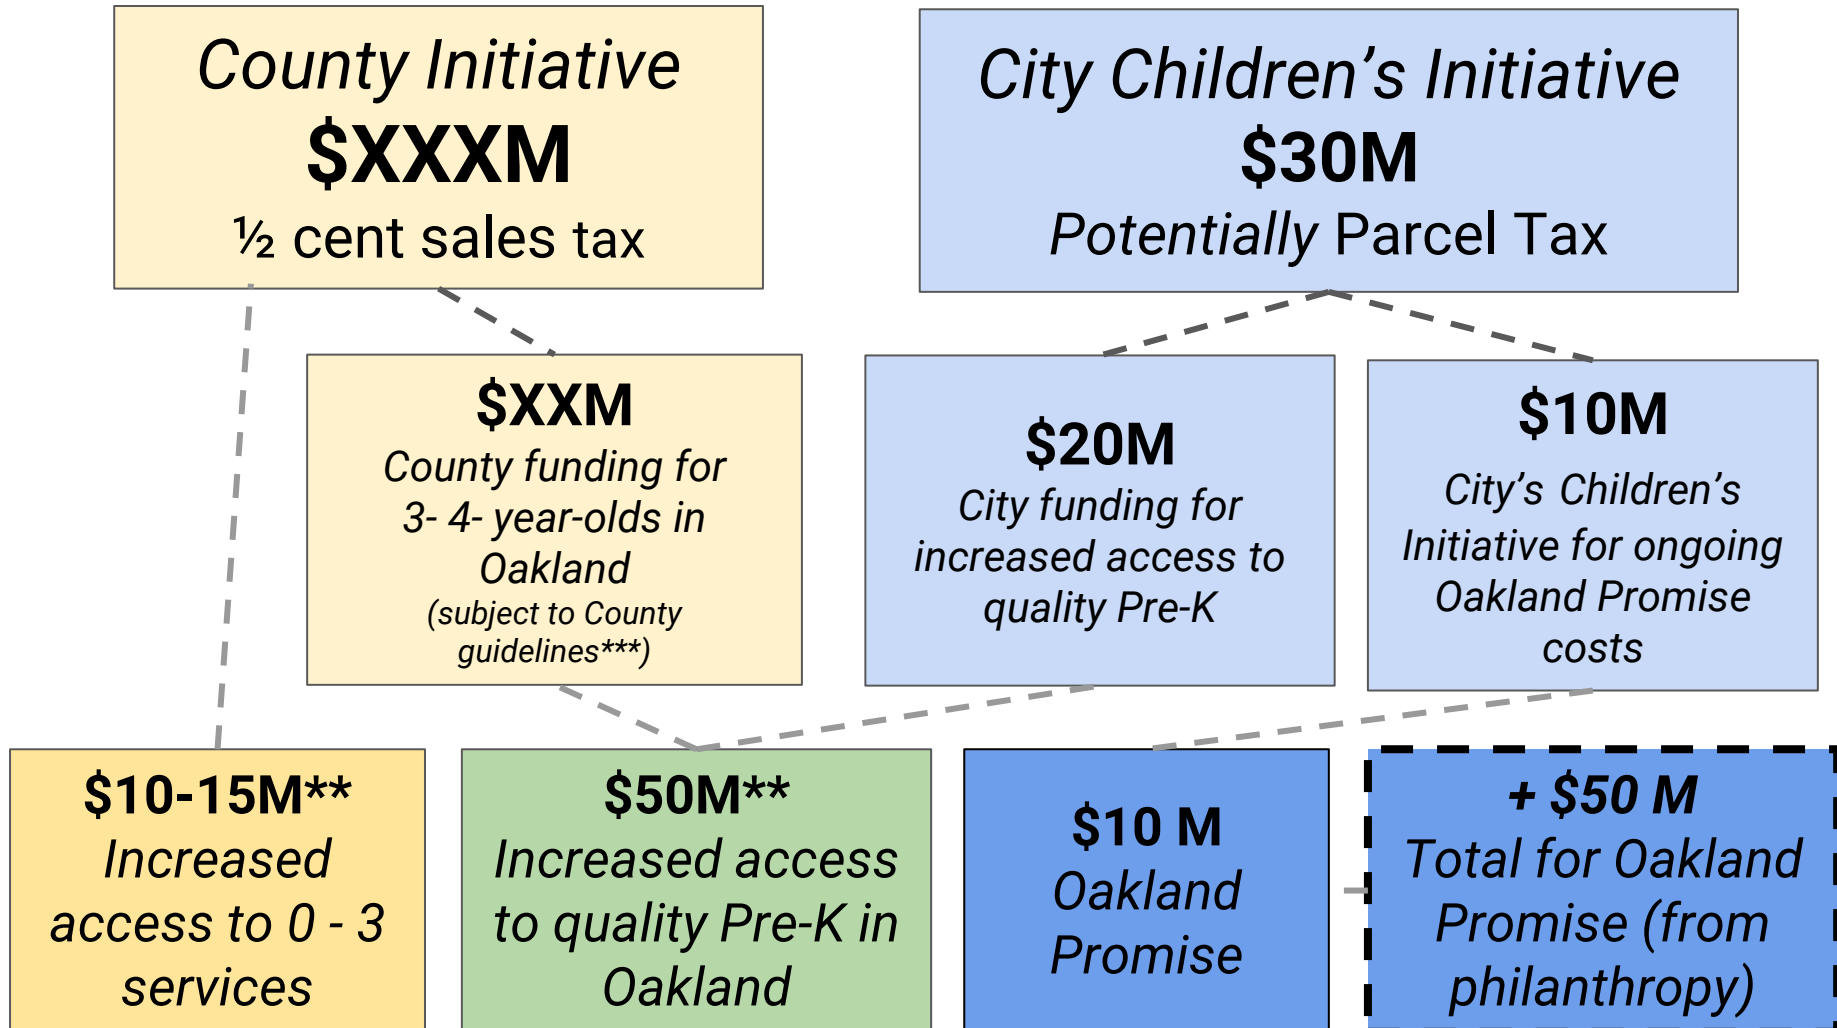 County Initiative
$XXXM
½ cent sales tax
City Children’s Initiative
$30M
Potentially Parcel Tax
$XXM
County funding for
3- 4- year-olds in
Oakland
(subject to County
guidelines***)
$20M
City funding for
increased access to
quality Pre-K
$10M
City’s Children’s
Initiative for ongoing
Oakland Promise
costs
$10-15M**
Increased
access to 0 - 3
services
$50M**
Increased access
to quality Pre-K in
Oakland
$10 M
Oakland
Promise
+ $50 M
Total for Oakland
Promise (from
philanthropy)